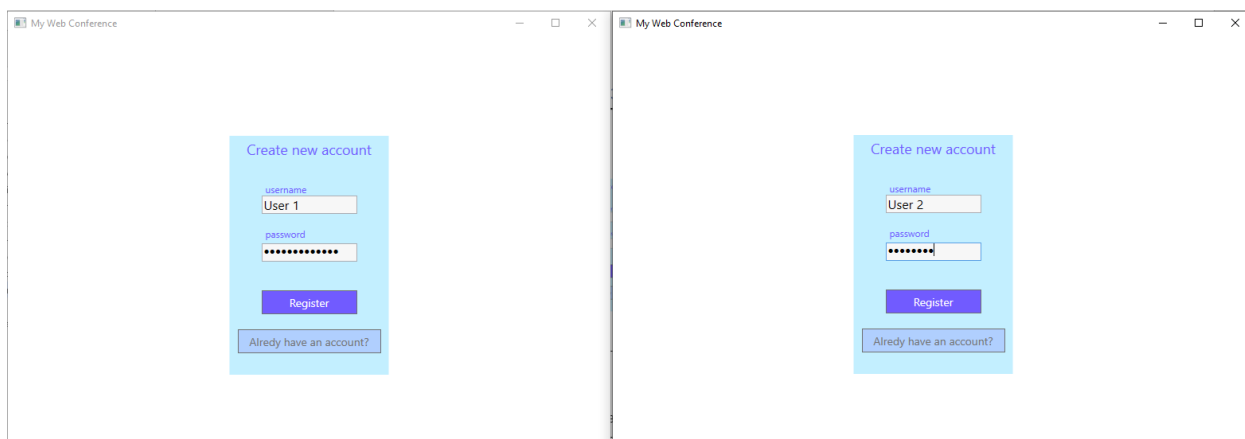 My Web Conference
Create new account
username
User 1
password
•••••••••••••
Register
Alredy have an account?
My Web Conference
Create new account
username
User 2
password
••••••••
Register
Alredy have an account?